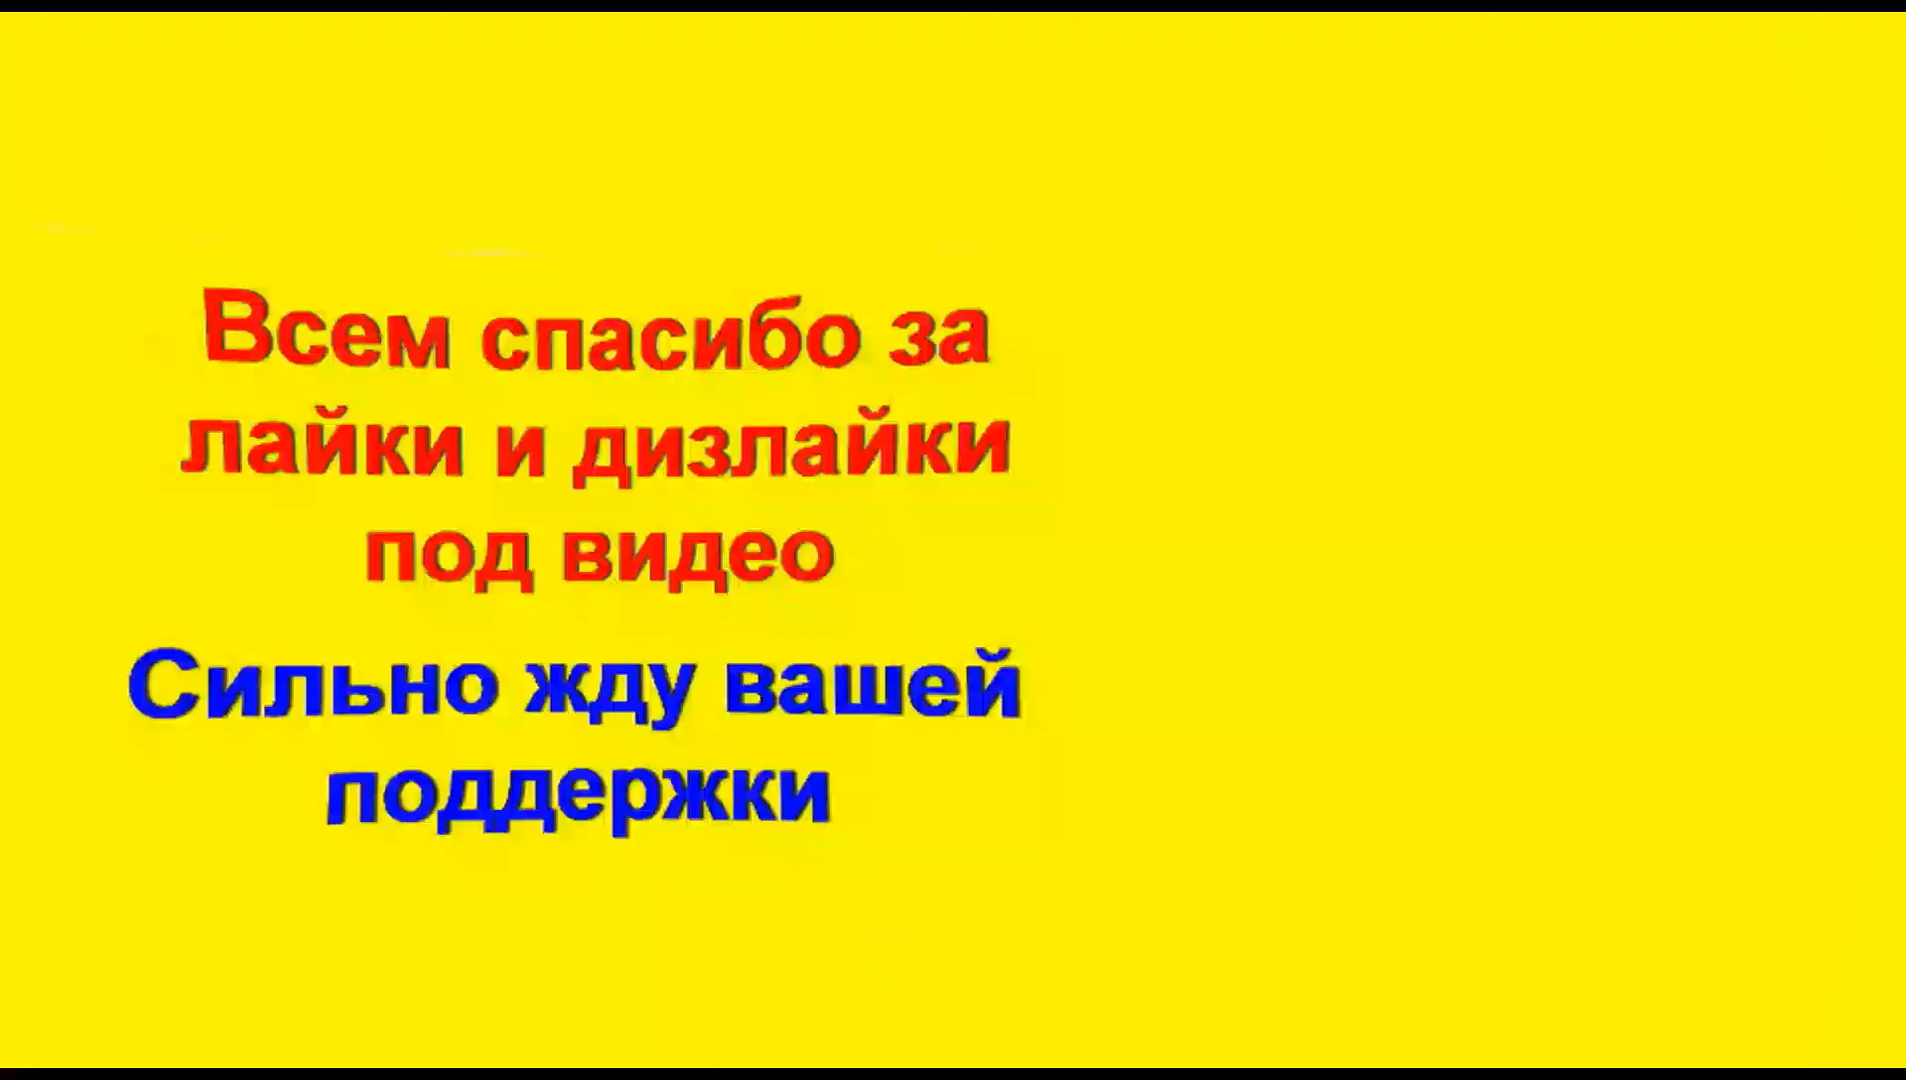 Всем спасибо за
лайки и дизлайки
под видео
Сильно жду вашей
поддержки